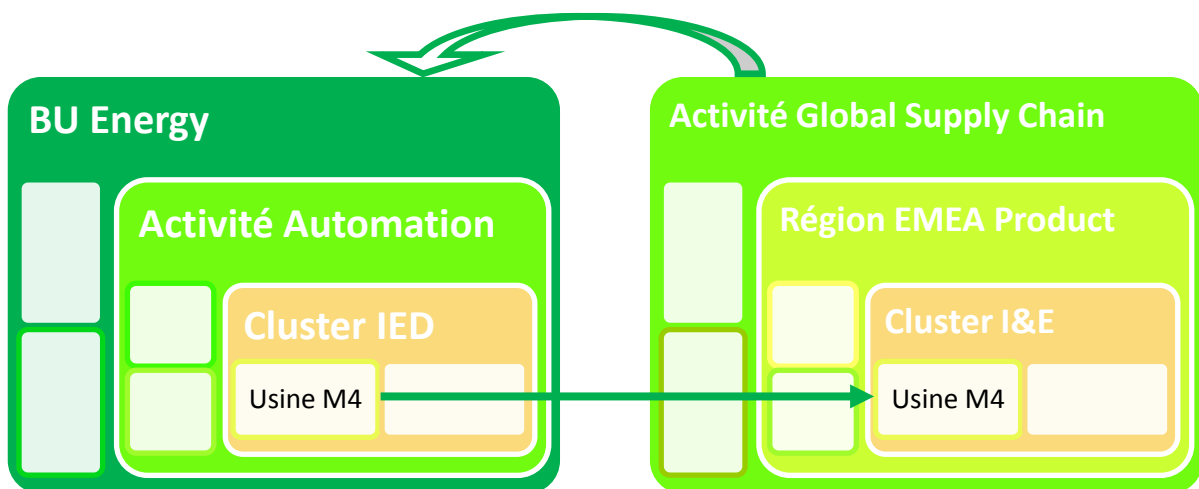 BU Energy
Activité Automation
Cluster IED
Usine M4
Activité Global Supply Chain
Région EMEA Product
Cluster I&E
Usine M4